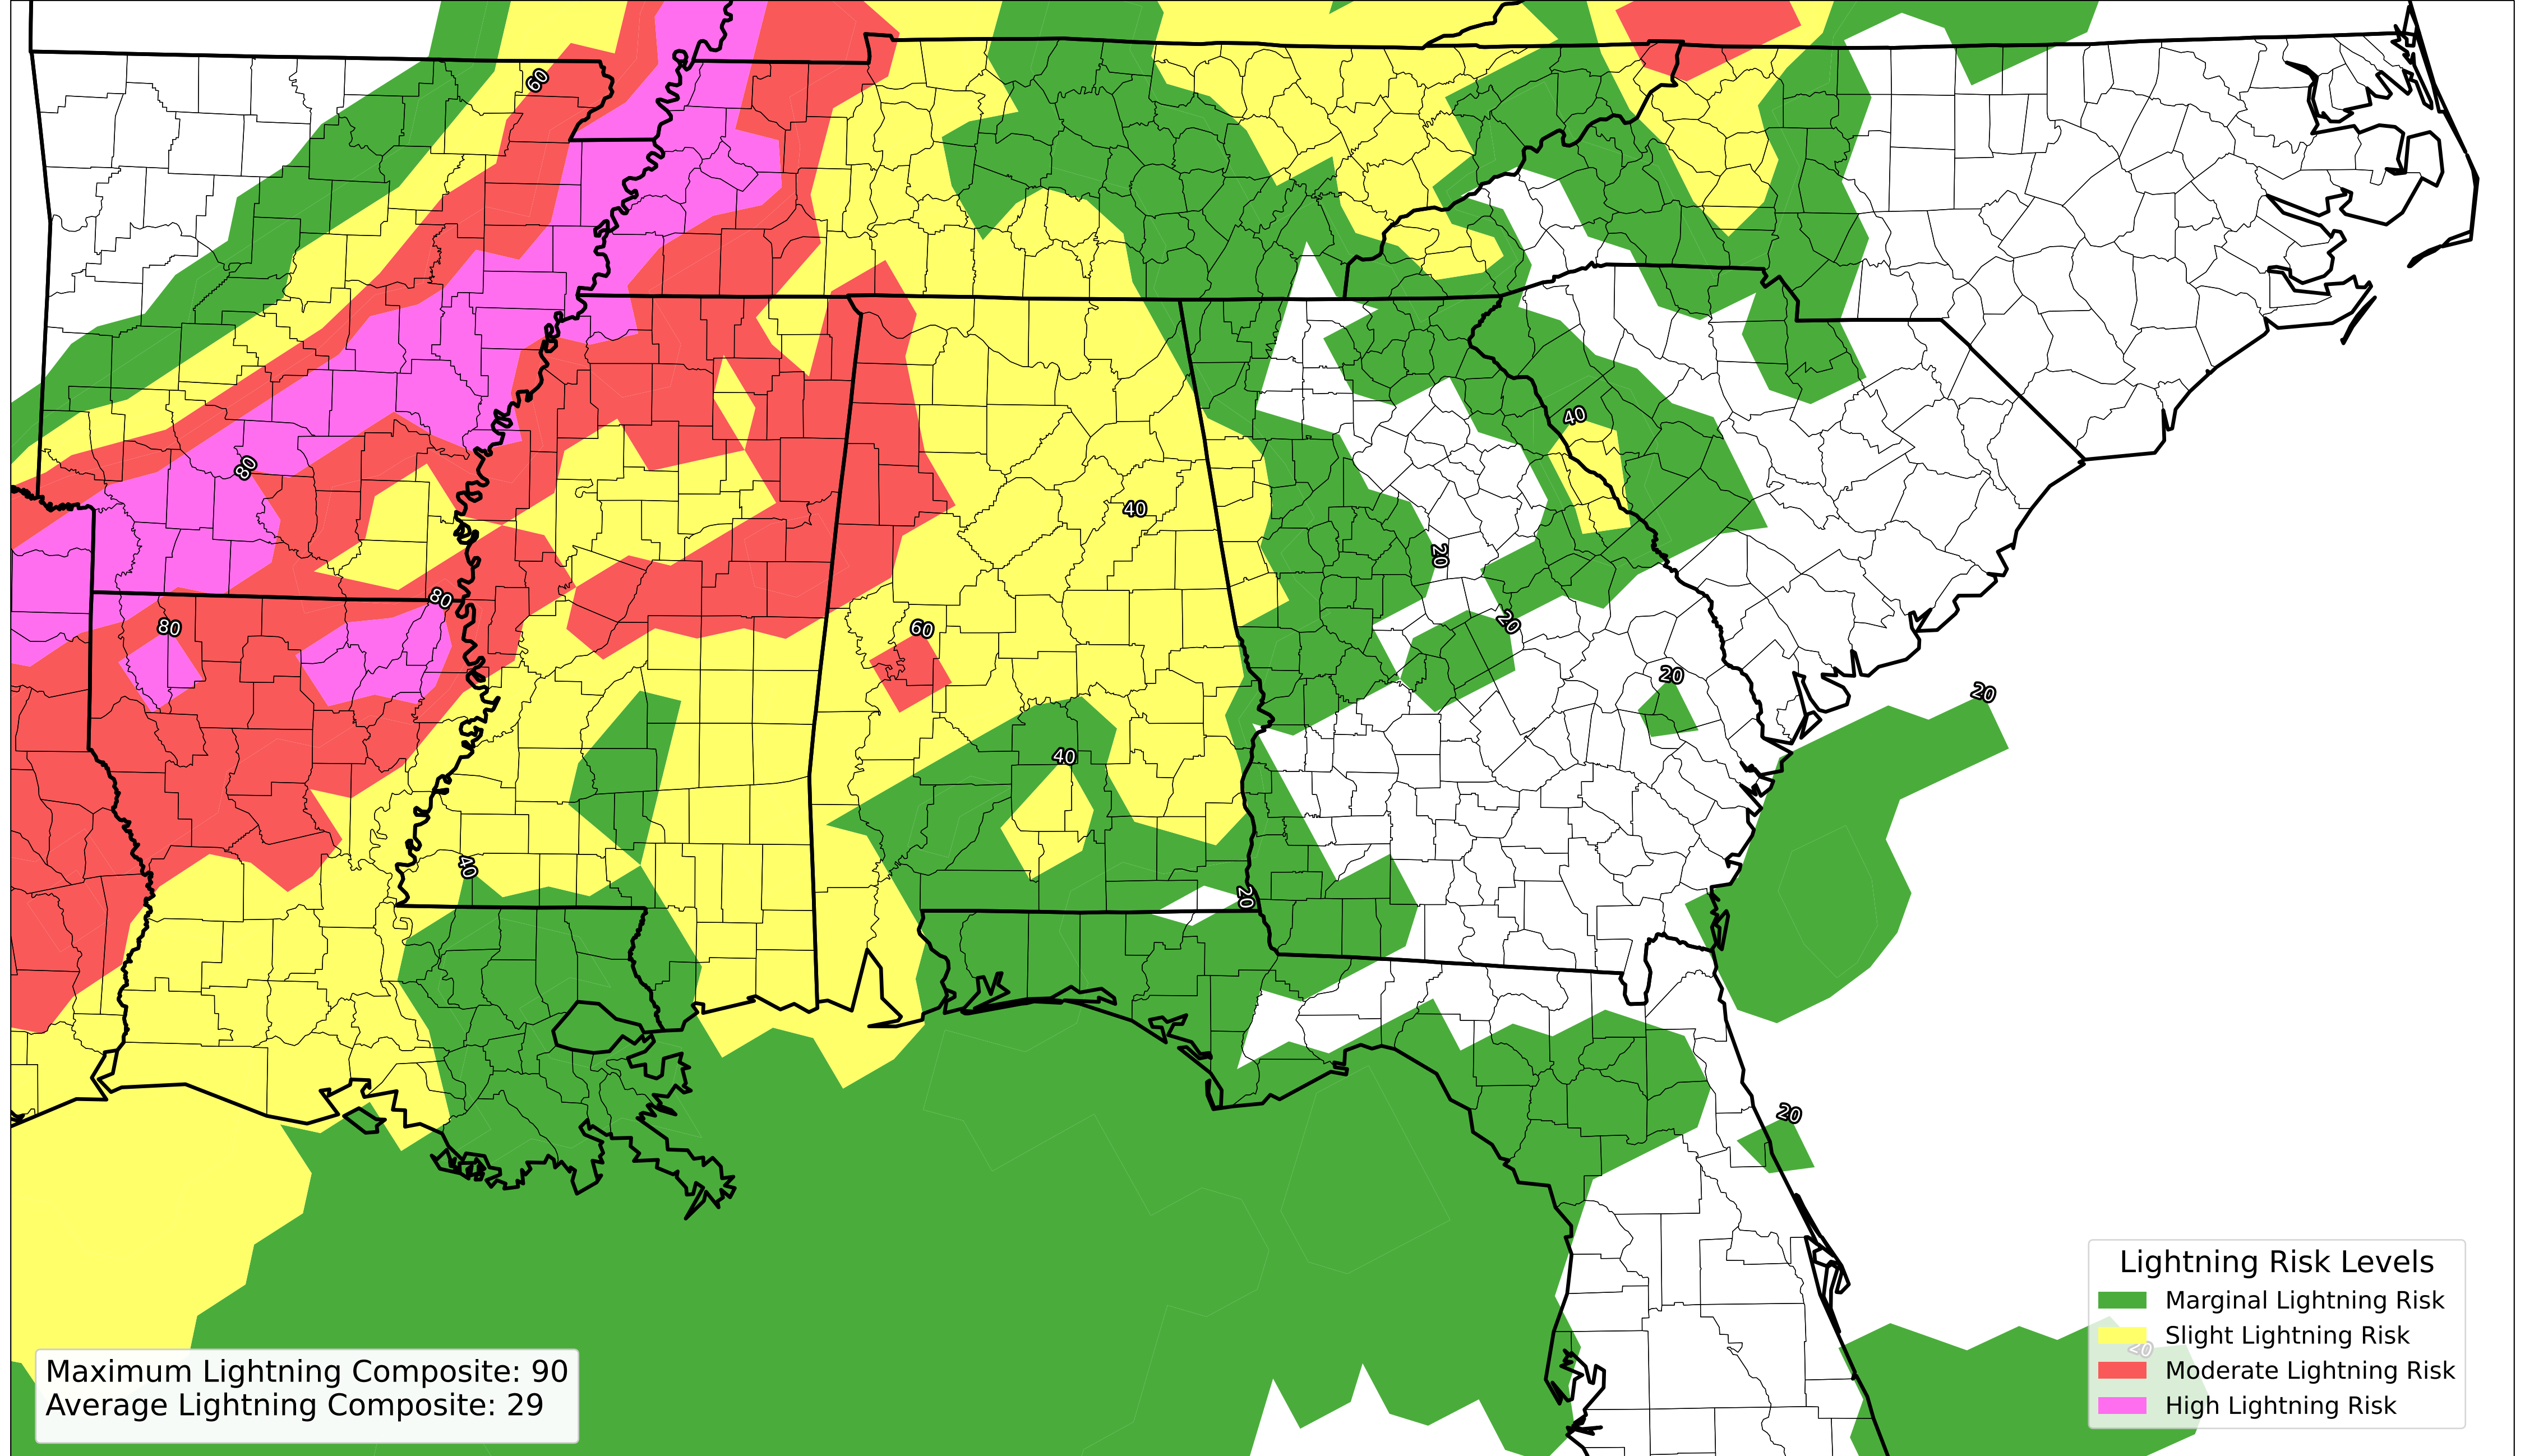 60
40
80
40
20
80
80
60
20
20
20
40
40
20
20
Lightning Risk Levels
Marginal Lightning Risk
Slight Lightning Risk
20
Moderate Lightning Risk
High Lightning Risk
Maximum Lightning Composite: 90
Average Lightning Composite: 29